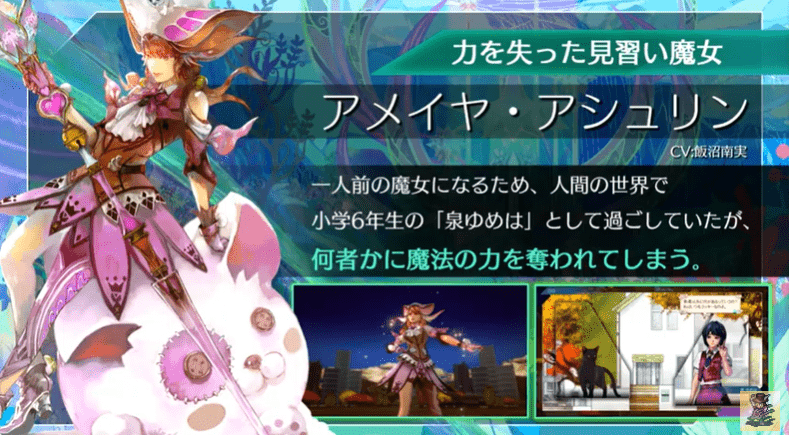 力を失った見習い魔女
アメイヤ・アシュリン
CV:飯沼南実
一人前の魔女になるため、人間の世界で
小学6年生の「泉ゆめは」として過ごしていたが、
何者かに魔法の力を奪われてしまう。